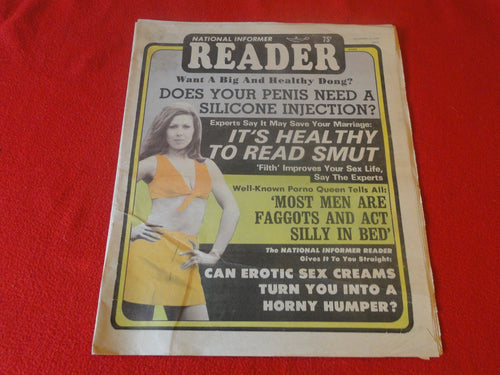 NATIONAL INFORMER
75¢
READER
Want A Big And Healthy Dong?
DOES YOUR PENIS NEED A
SILICONE INJECTION?
Experts Say It May Save Your Marriage:
IT'S HEALTHY
TO READ SMUT
'Filth' Improves Your Sex Life,
Say The Experts
Well-Known Porno Queen Tells All:
'MOST MEN ARE
FAGGOTS AND ACT
SILLY IN BED'
The NATIONAL INFORMER READER
Gives It To You Straight:
CAN EROTIC SEX CREAMS
TURN YOU INTO A
HORNY HUMPER?